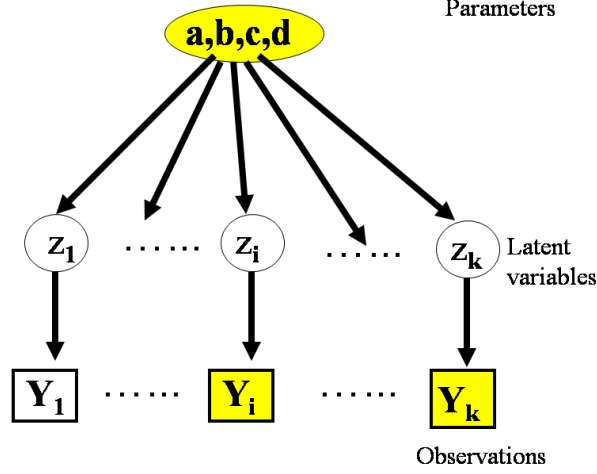 Parameters
a,b,c,d
z1 ...... zi ...... zk
Latent
variables
Y1 ...... Yi ...... Yk
Observations